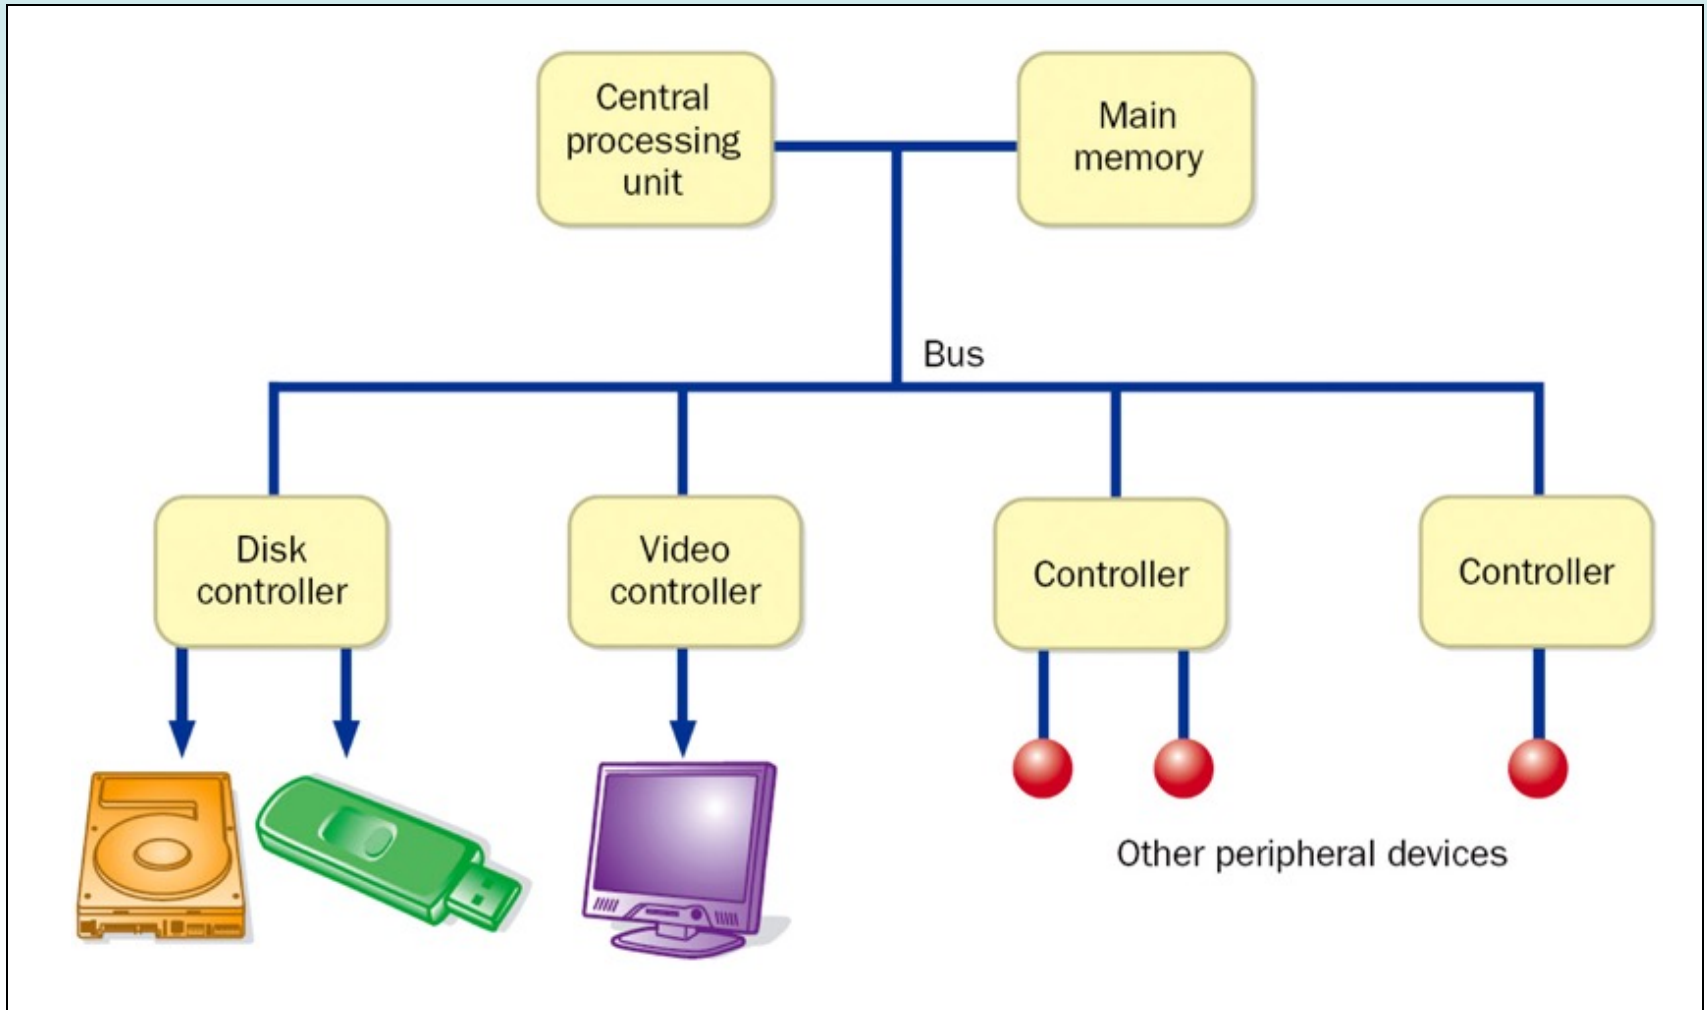 Central
processing
unit
Main
memory
Bus
Disk
controller
Video
controller
Controller
Controller
Other peripheral devices